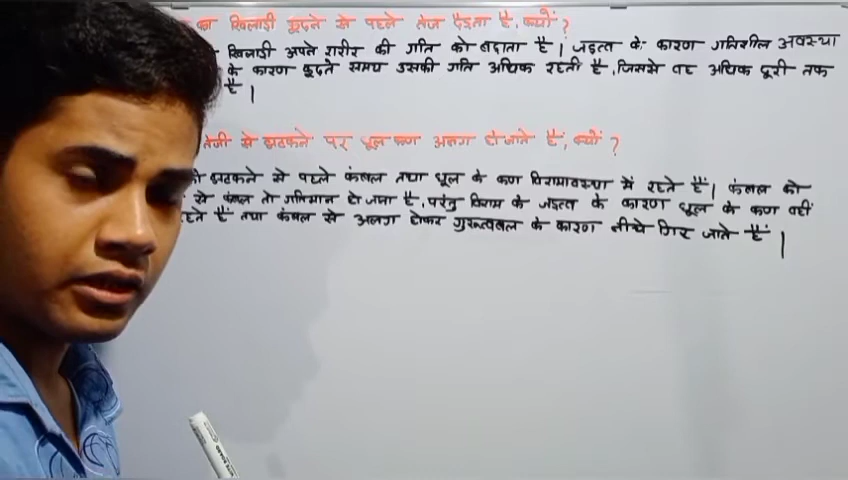 का खिलाड़ी कूदने से पहले तेज दौड़ता है, क्यों ?
खिलाड़ी अपने शरीर की गति को बढ़ाता है। जड़त्व के कारण गतिशील अवस्था
के कारण कूदते समय उसकी गति अधिक रहती है, जिससे वह अधिक दूरी तक
है।
तेजी से झटकने पर धूल कण अलग हो जाते हैं, क्यों ?
को झटकने से पहले कंबल तथा धूल के कण विरामावस्था में रहते हैं। कंबल को
से कंबल तो गतिमान हो जाता है, परंतु विराम के जड़त्व के कारण धूल के कण वहीं
रहते हैं तथा कंबल से अलग होकर गुरुत्वबल के कारण नीचे गिर जाते हैं।